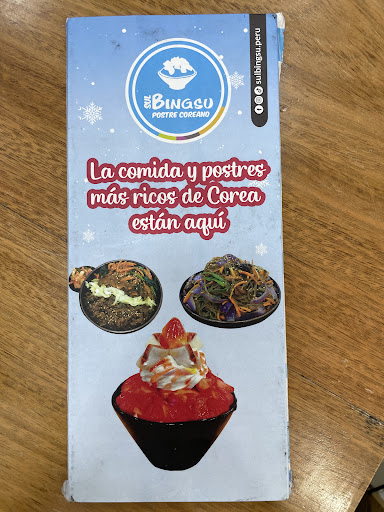 SUL BINGSU
POSTRE COREANO
sulbingsu.peru
La comida y postres
más ricos de Corea
están aquí